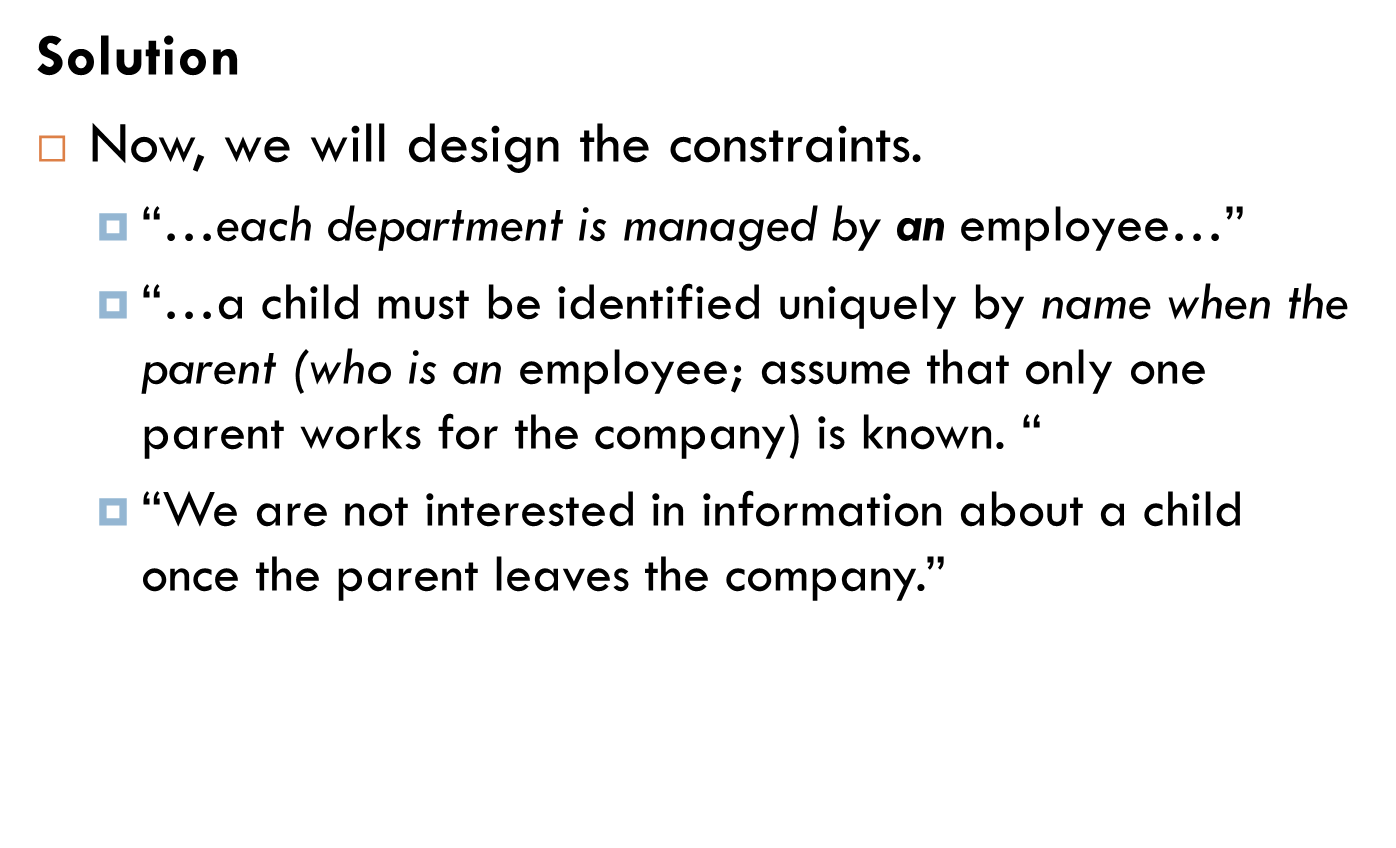 Solution
Now, we will design the constraints.
“…each department is managed by an employee…”
“…a child must be identified uniquely by name when the
parent (who is an employee; assume that only one
parent works for the company) is known. “
“We are not interested in information about a child
once the parent leaves the company.”